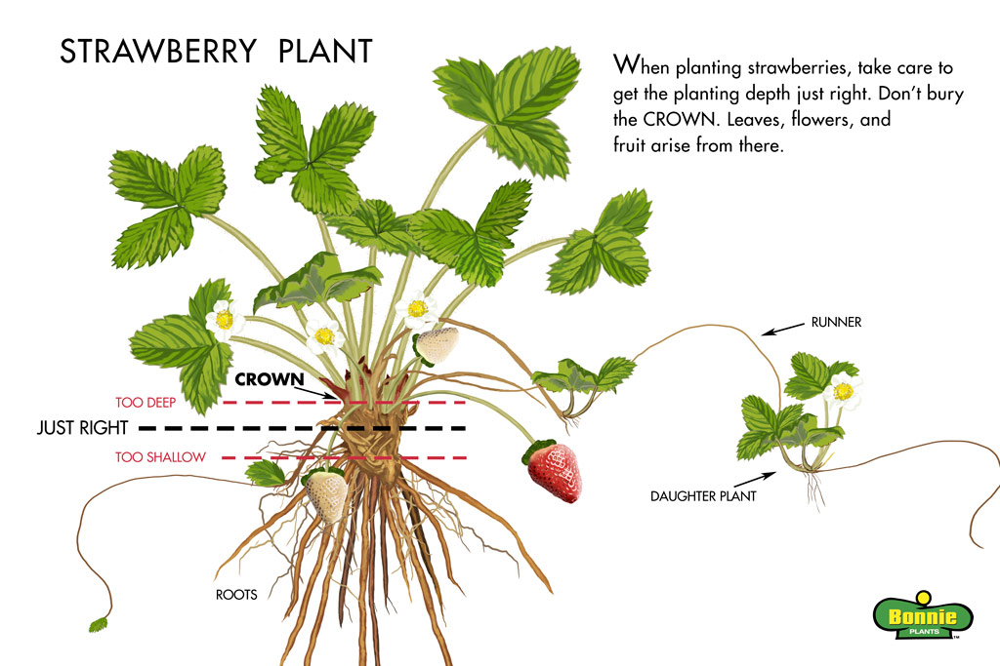 STRAWBERRY PLANT
When planting strawberries, take care to
get the planting depth just right. Don't bury
the CROWN. Leaves, flowers, and
fruit arise from there.
RUNNER
CROWN
TOO DEEP
JUST RIGHT
TOO SHALLOW
DAUGHTER PLANT
ROOTS
Bonnie
PLANTS™